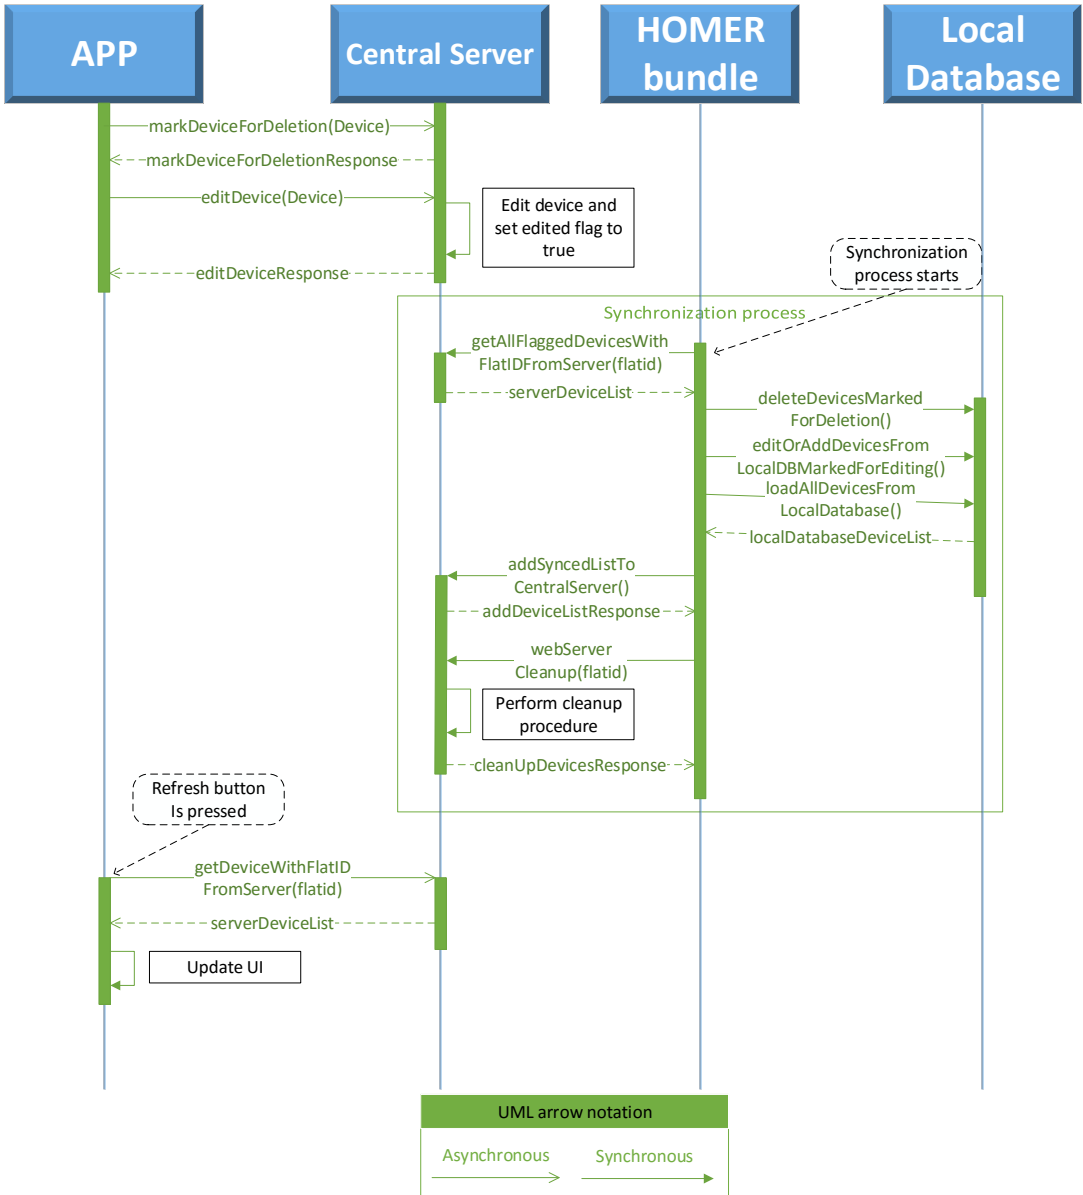 APP
Central Server
HOMER
bundle
Local
Database
markDeviceForDeletion(Device)
markDeviceForDeletionResponse
editDevice(Device)
Edit device and
set edited flag to
true
editDeviceResponse
Synchronization
process starts
Synchronization process
getAllFlaggedDevicesWith
FlatIDFromServer(flatid)
serverDeviceList
deleteDevicesMarked
ForDeletion()
editOrAddDevicesFrom
LocalDBMarkedForEditing()
loadAllDevicesFrom
LocalDatabase()
localDatabaseDeviceList
addSyncedListTo
CentralServer()
addDeviceListResponse
webServer
Cleanup(flatid)
Perform cleanup
procedure
cleanUpDevicesResponse
Refresh button
Is pressed
getDeviceWithFlatID
FromServer(flatid)
serverDeviceList
Update UI
UML arrow notation
Asynchronous
Synchronous